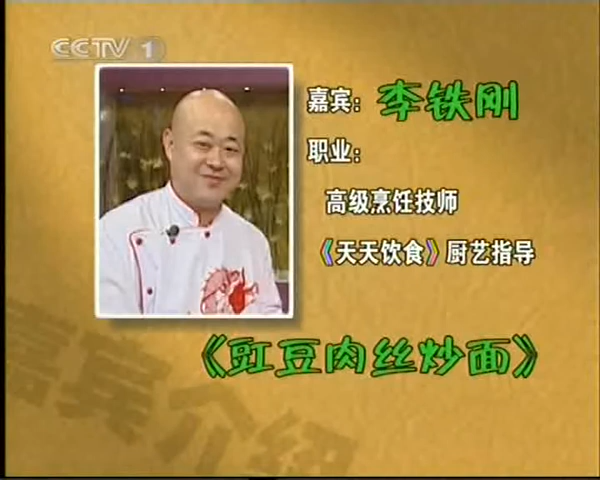 CCTV 1
嘉宾：李铁刚
职业：
高级烹饪技师
《天天饮食》厨艺指导
《豇豆肉丝炒面》
嘉宾介绍